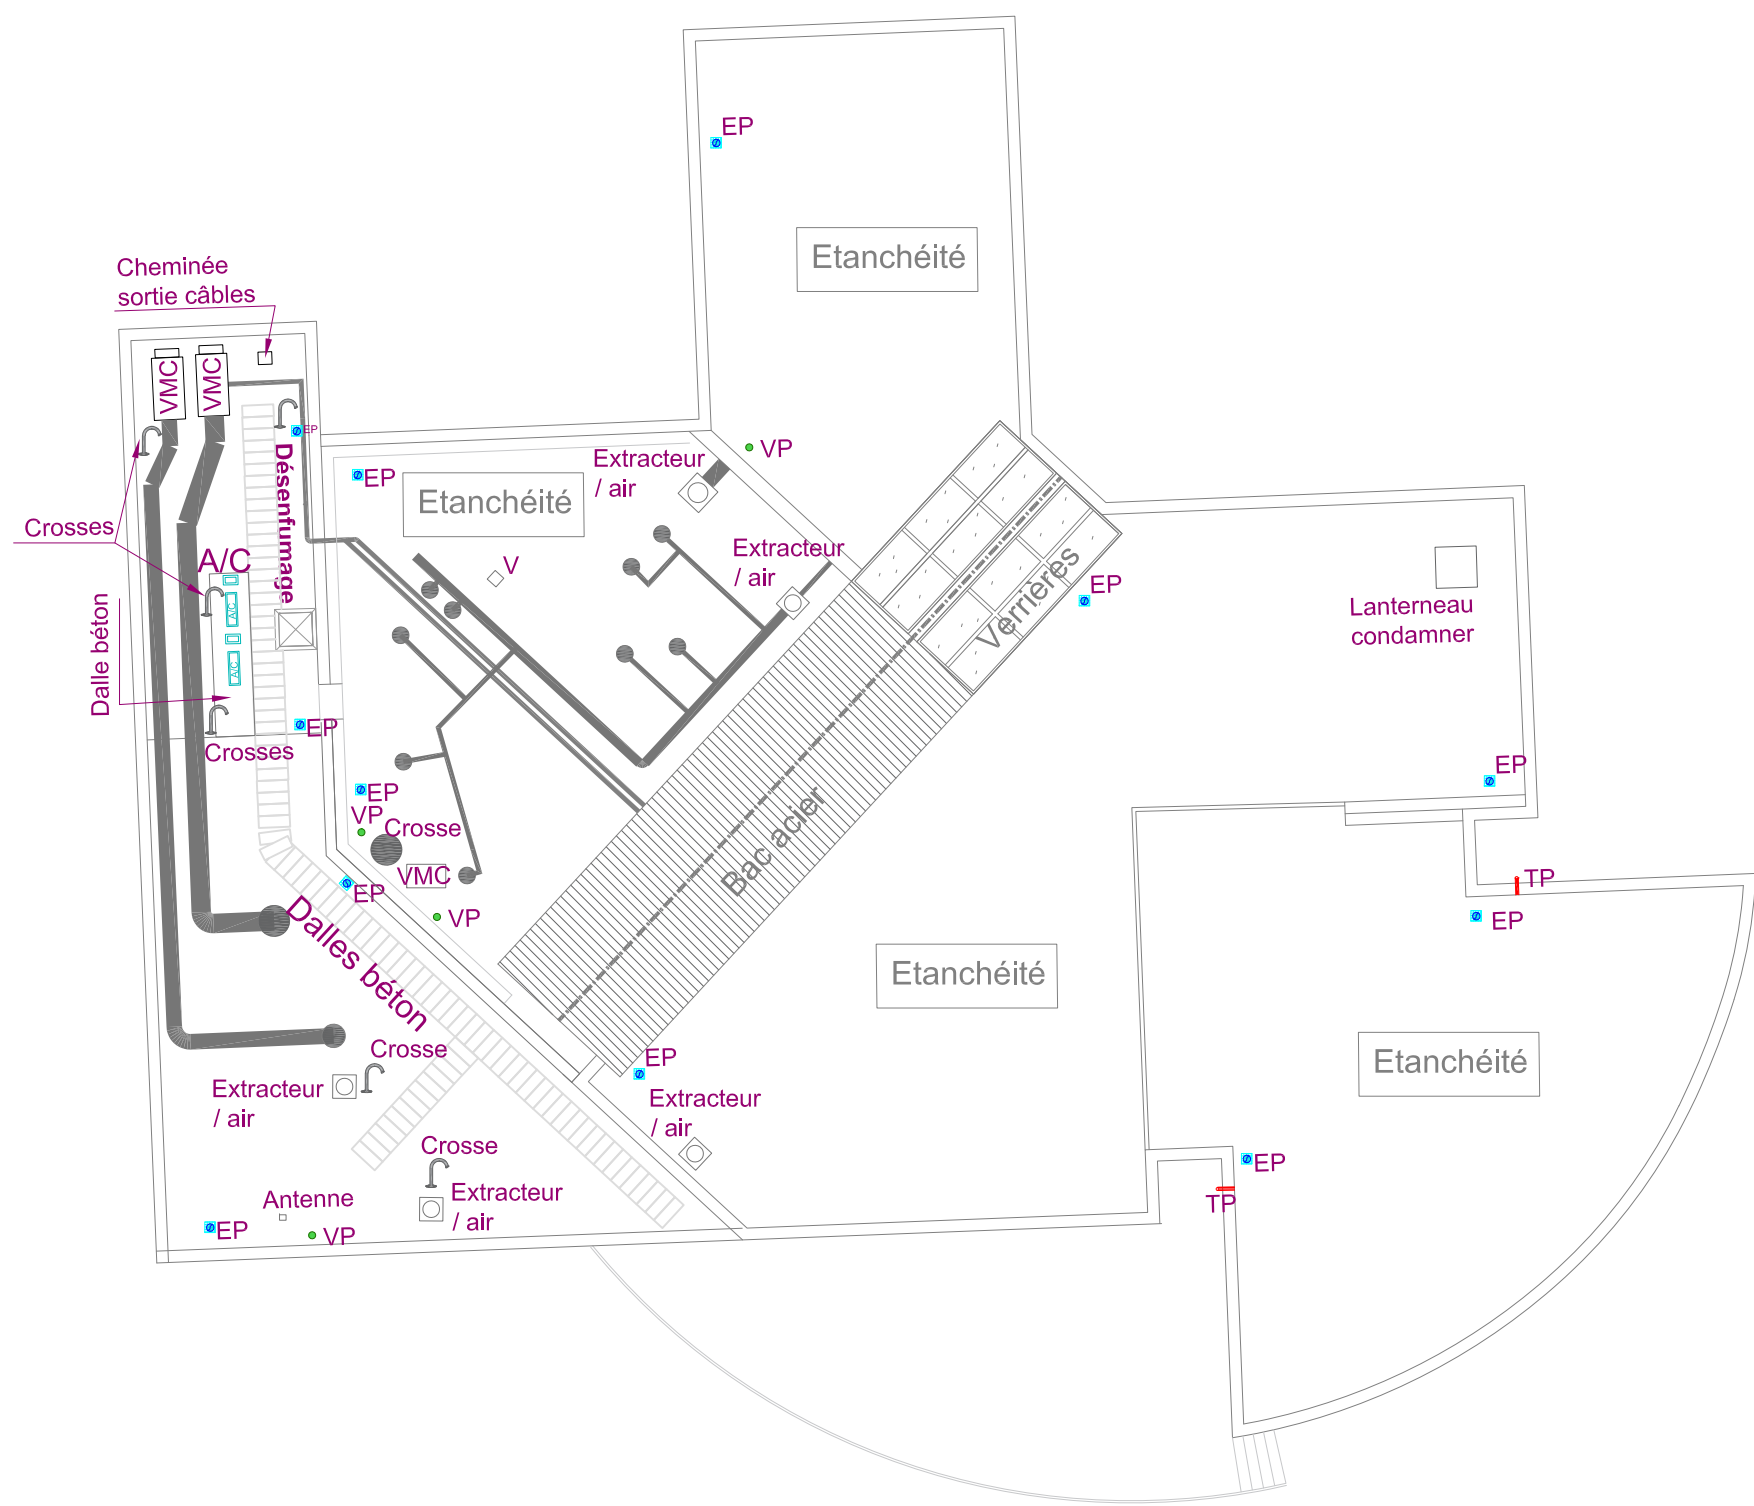 EP
Etanchéité
Cheminée
sortie câbles
VMC
VMC
EP
Désenfumage
EP
Etanchéité
Extracteur
/ air
VP
Crosses
A/C
V
Extracteur
/ air
Verrières
EP
Lanterneau
condamner
A/C
A/C
Dalle béton
EP
Crosses
EP
VP
Crosse
VMC
EP
VP
Bac acier
EP
TP
EP
Dalles béton
Etanchéité
Etanchéité
Crosse
EP
Extracteur
/ air
Extracteur
/ air
Crosse
EP
TP
Antenne
Extracteur
/ air
EP
VP